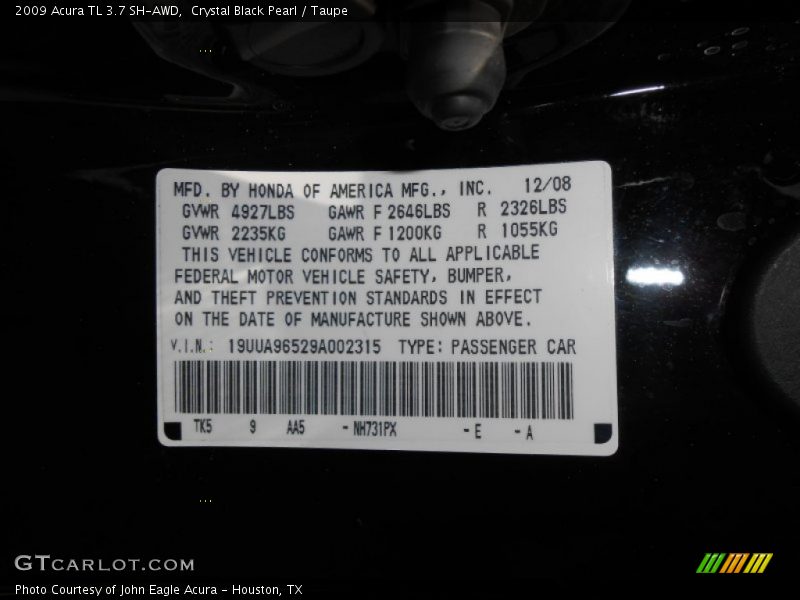 2009 Acura TL 3.7 SH-AWD,  Crystal Black Pearl / Taupe
MFD. BY HONDA OF AMERICA MFG., INC. 12/08
GVWR 4927LBS GAWR F 2646LBS R 2326LBS
GVWR 2235KG GAWR F 1200KG R 1055KG
THIS VEHICLE CONFORMS TO ALL APPLICABLE
FEDERAL MOTOR VEHICLE SAFETY, BUMPER,
AND THEFT PREVENTION STANDARDS IN EFFECT
ON THE DATE OF MANUFACTURE SHOWN ABOVE.
V.I.N.: 19UUA96529A002315 TYPE: PASSENGER CAR
TK5 9 AA5 - NH731PX - E - A
GTCARLOT.COM
Photo Courtesy of John Eagle Acura - Houston, TX